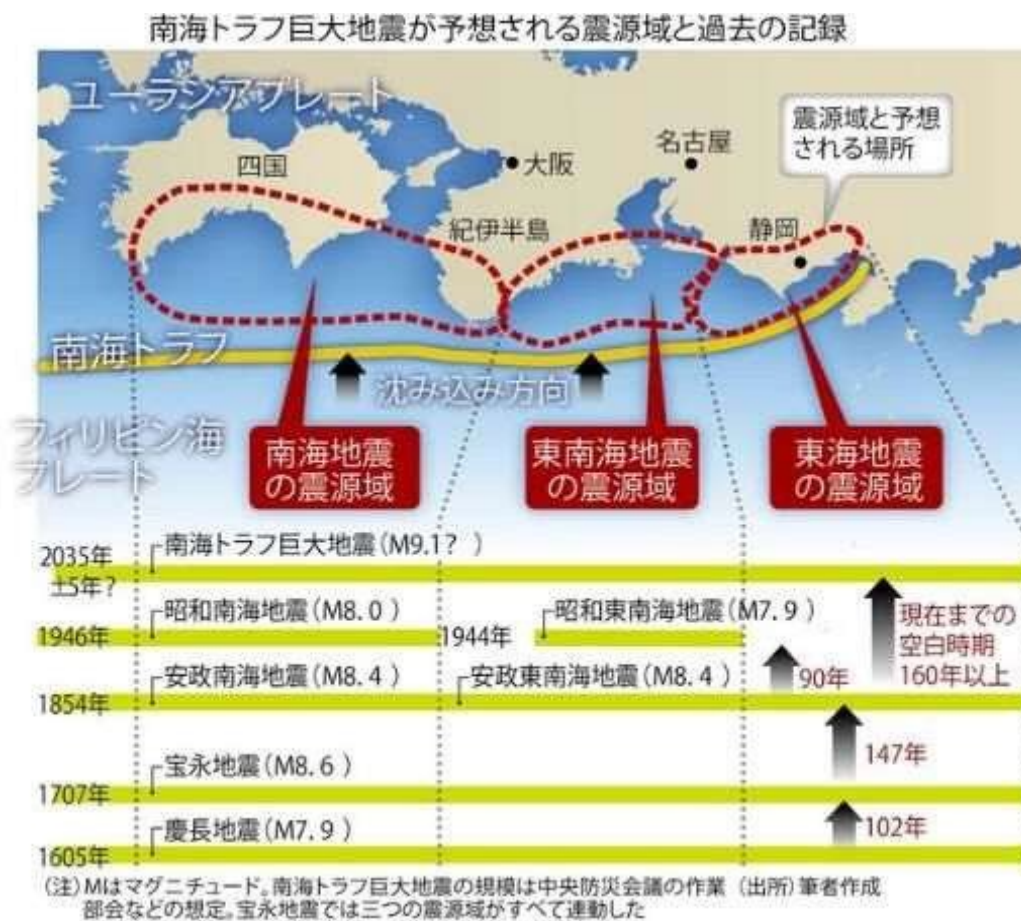 南海トラフ巨大地震が予想される震源域と過去の記録
ユーラシアプレート
四国
大阪
名古屋
震源域と予想
される場所
紀伊半島
静岡
南海トラフ
沈み込み方向
フィリピン海
プレート
南海地震
の震源域
東南海地震
の震源域
東海地震
の震源域
2035年
±5年?
南海トラフ巨大地震(M9.1?)
1946年
昭和南海地震(M8.0)
1944年
昭和東南海地震(M7.9)
現在までの
空白時期
160年以上
90年
1854年
安政南海地震(M8.4)
安政東南海地震(M8.4)
147年
1707年
宝永地震(M8.6)
102年
1605年
慶長地震(M7.9)
(注)Mはマグニチュード。南海トラフ巨大地震の規模は中央防災会議の作業
部会などの想定。宝永地震では三つの震源域がすべて連動した
(出所)筆者作成